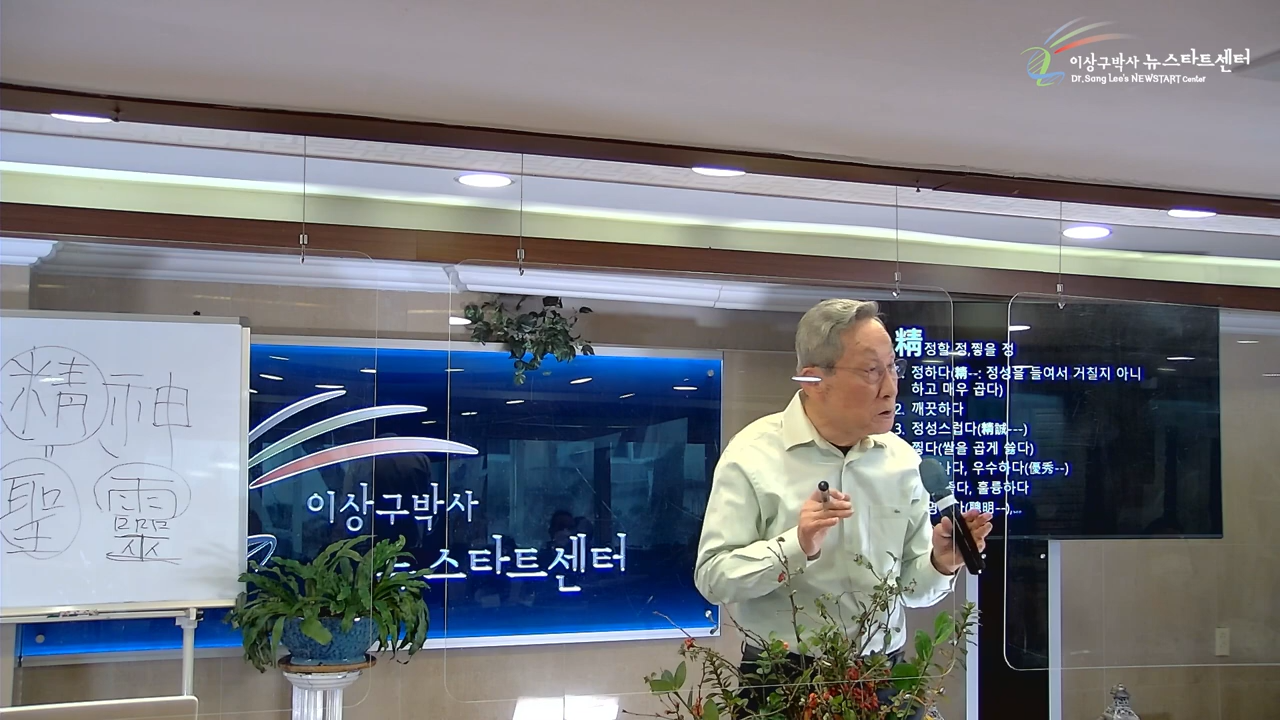 이상구박사 뉴스타트센터
Dr. Sang Lee's NEWSTART Center
精神
聖靈
이상구박사
뉴스타트센터
精 정할 정,찧을 정
정하다(精--: 정성을 들여서 거칠지 아니
하고 매우 곱다)
2. 깨끗하다
3. 정성스럽다(精誠---)
찧다(쌀을 곱게 쓿다)
우수하다(優秀--)
훌륭하다
(聰明--),..